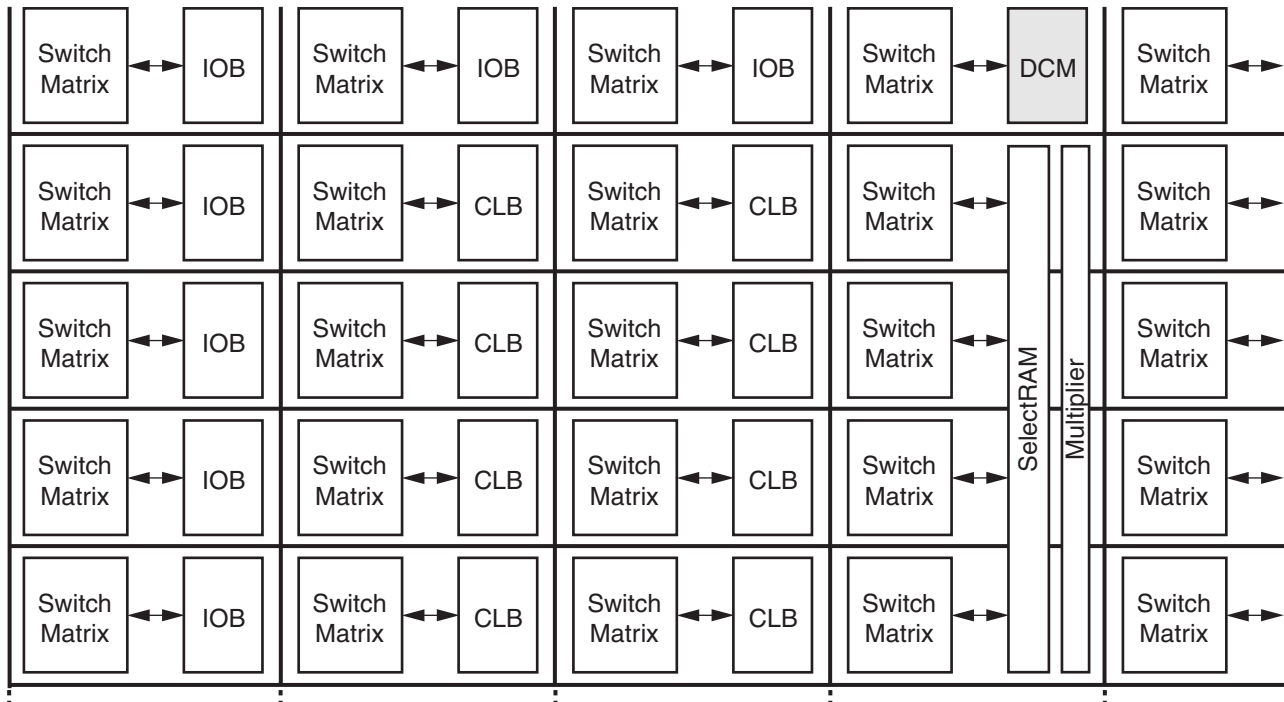 Switch
Matrix
IOB
Switch
Matrix
IOB
Switch
Matrix
IOB
Switch
Matrix
DCM
Switch
Matrix
Switch
Matrix
IOB
Switch
Matrix
CLB
Switch
Matrix
CLB
Switch
Matrix
Switch
Matrix
Switch
Matrix
IOB
Switch
Matrix
CLB
Switch
Matrix
CLB
Switch
Matrix
SelectRAM
Multiplier
Switch
Matrix
Switch
Matrix
IOB
Switch
Matrix
CLB
Switch
Matrix
CLB
Switch
Matrix
Switch
Matrix
Switch
Matrix
IOB
Switch
Matrix
CLB
Switch
Matrix
CLB
Switch
Matrix
Switch
Matrix